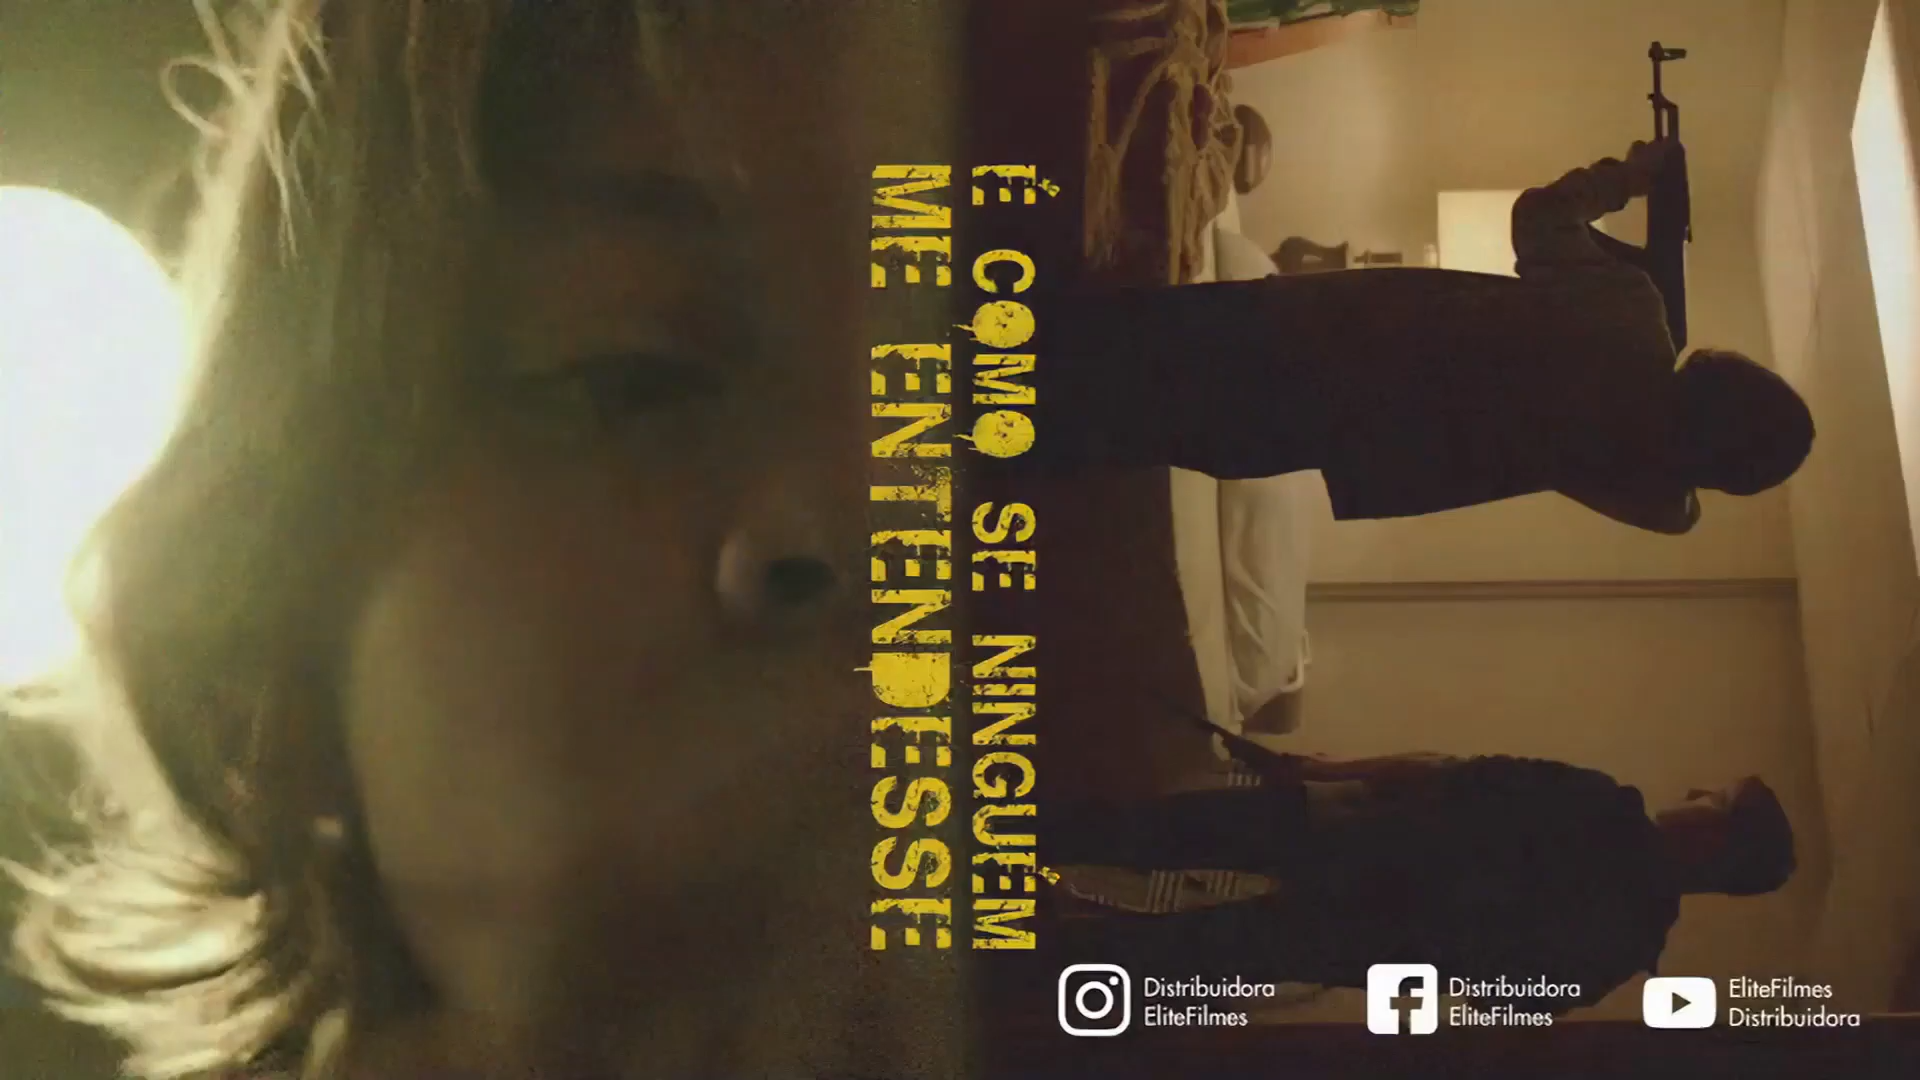 É COMO SE NINGUÉM
ME ENTENDESSE
Distribuidora
EliteFilmes
Distribuidora
EliteFilmes
EliteFilmes
Distribuidora